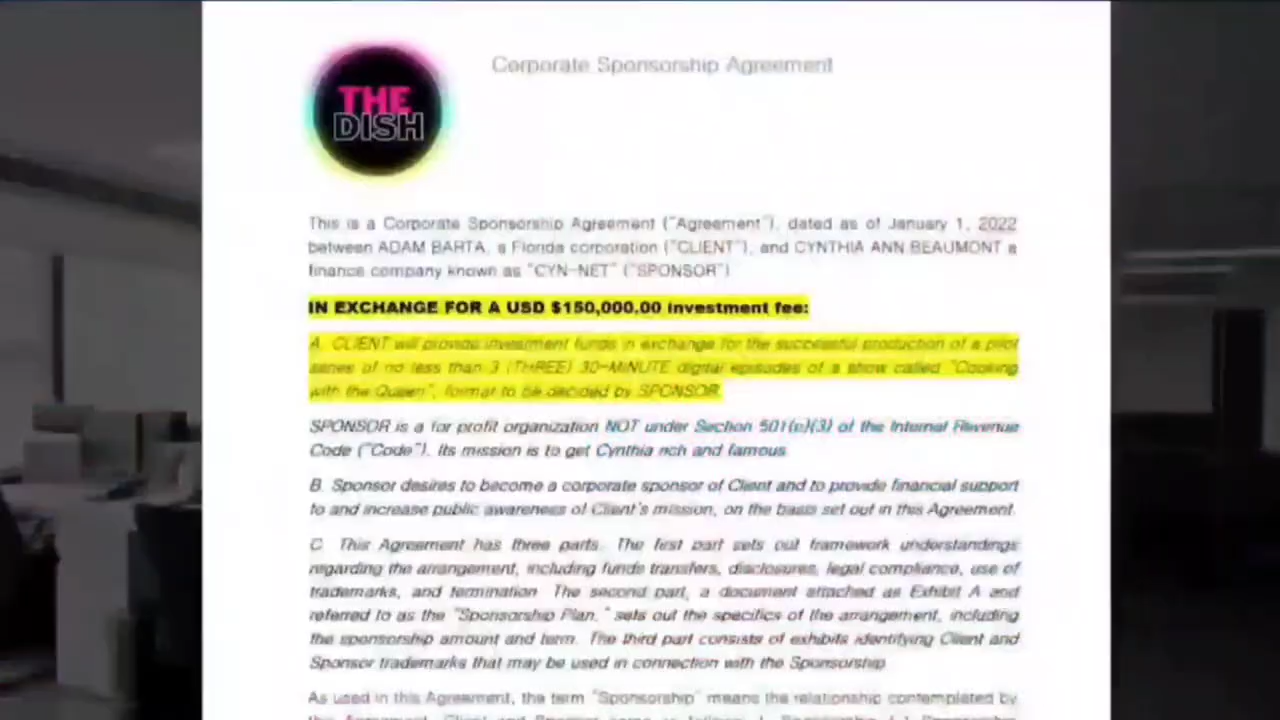 THE
DISH
Corporate Sponsorship Agreement
This is a Corporate Sponsorship Agreement ("Agreement"), dated as of January 1, 2022
between ADAM BARTA, a Florida corporation ("CLIENT"), and CYNTHIA ANN BEAUMONT a
finance company known as "CYN-NET" ("SPONSOR")
IN EXCHANGE FOR A USD $150,000.00 investment fee:
A. CLIENT will provide investment funds in exchange for the successful production of a pilot
series of no less than 3 (THREE) 30-MINUTE digital episodes of a show called "Cooking
with the Queen", format to be decided by SPONSOR.
SPONSOR is a for profit organization NOT under Section 501(c)(3) of the Internal Revenue
Code ("Code"). Its mission is to get Cynthia rich and famous
B. Sponsor desires to become a corporate sponsor of Client and to provide financial support
to and increase public awareness of Client's mission, on the basis set out in this Agreement.
C. This Agreement has three parts. The first part sets out framework understandings
regarding the arrangement, including funds transfers, disclosures, legal compliance, use of
trademarks, and termination. The second part, a document attached as Exhibit A and
referred to as the "Sponsorship Plan," sets out the specifics of the arrangement, including
the sponsorship amount and term. The third part consists of exhibits identifying Client and
Sponsor trademarks that may be used in connection with the Sponsorship.
As used in this Agreement, the term "Sponsorship" means the relationship contemplated by